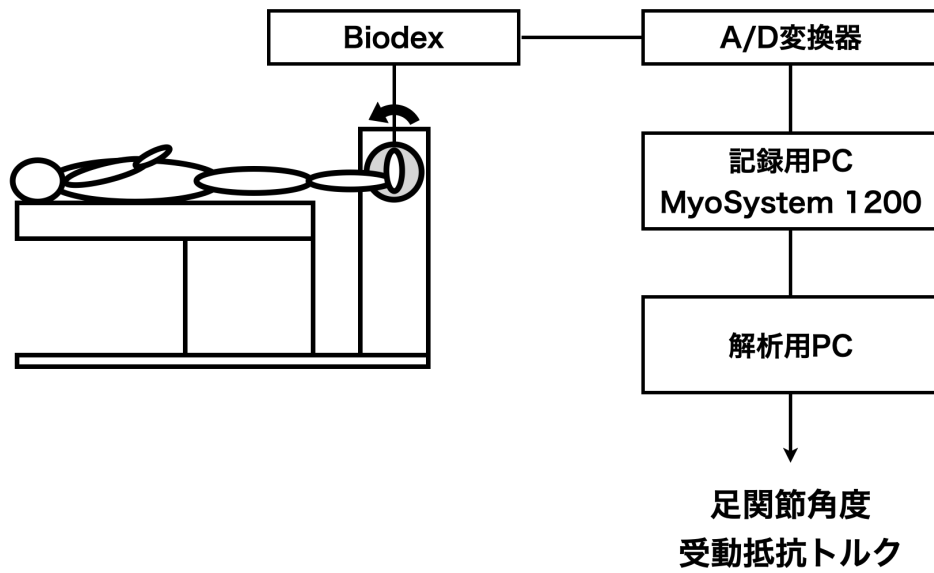 Biodex
A/D変換器
記録用PC
MyoSystem 1200
解析用PC
足関節角度
受動抵抗トルク